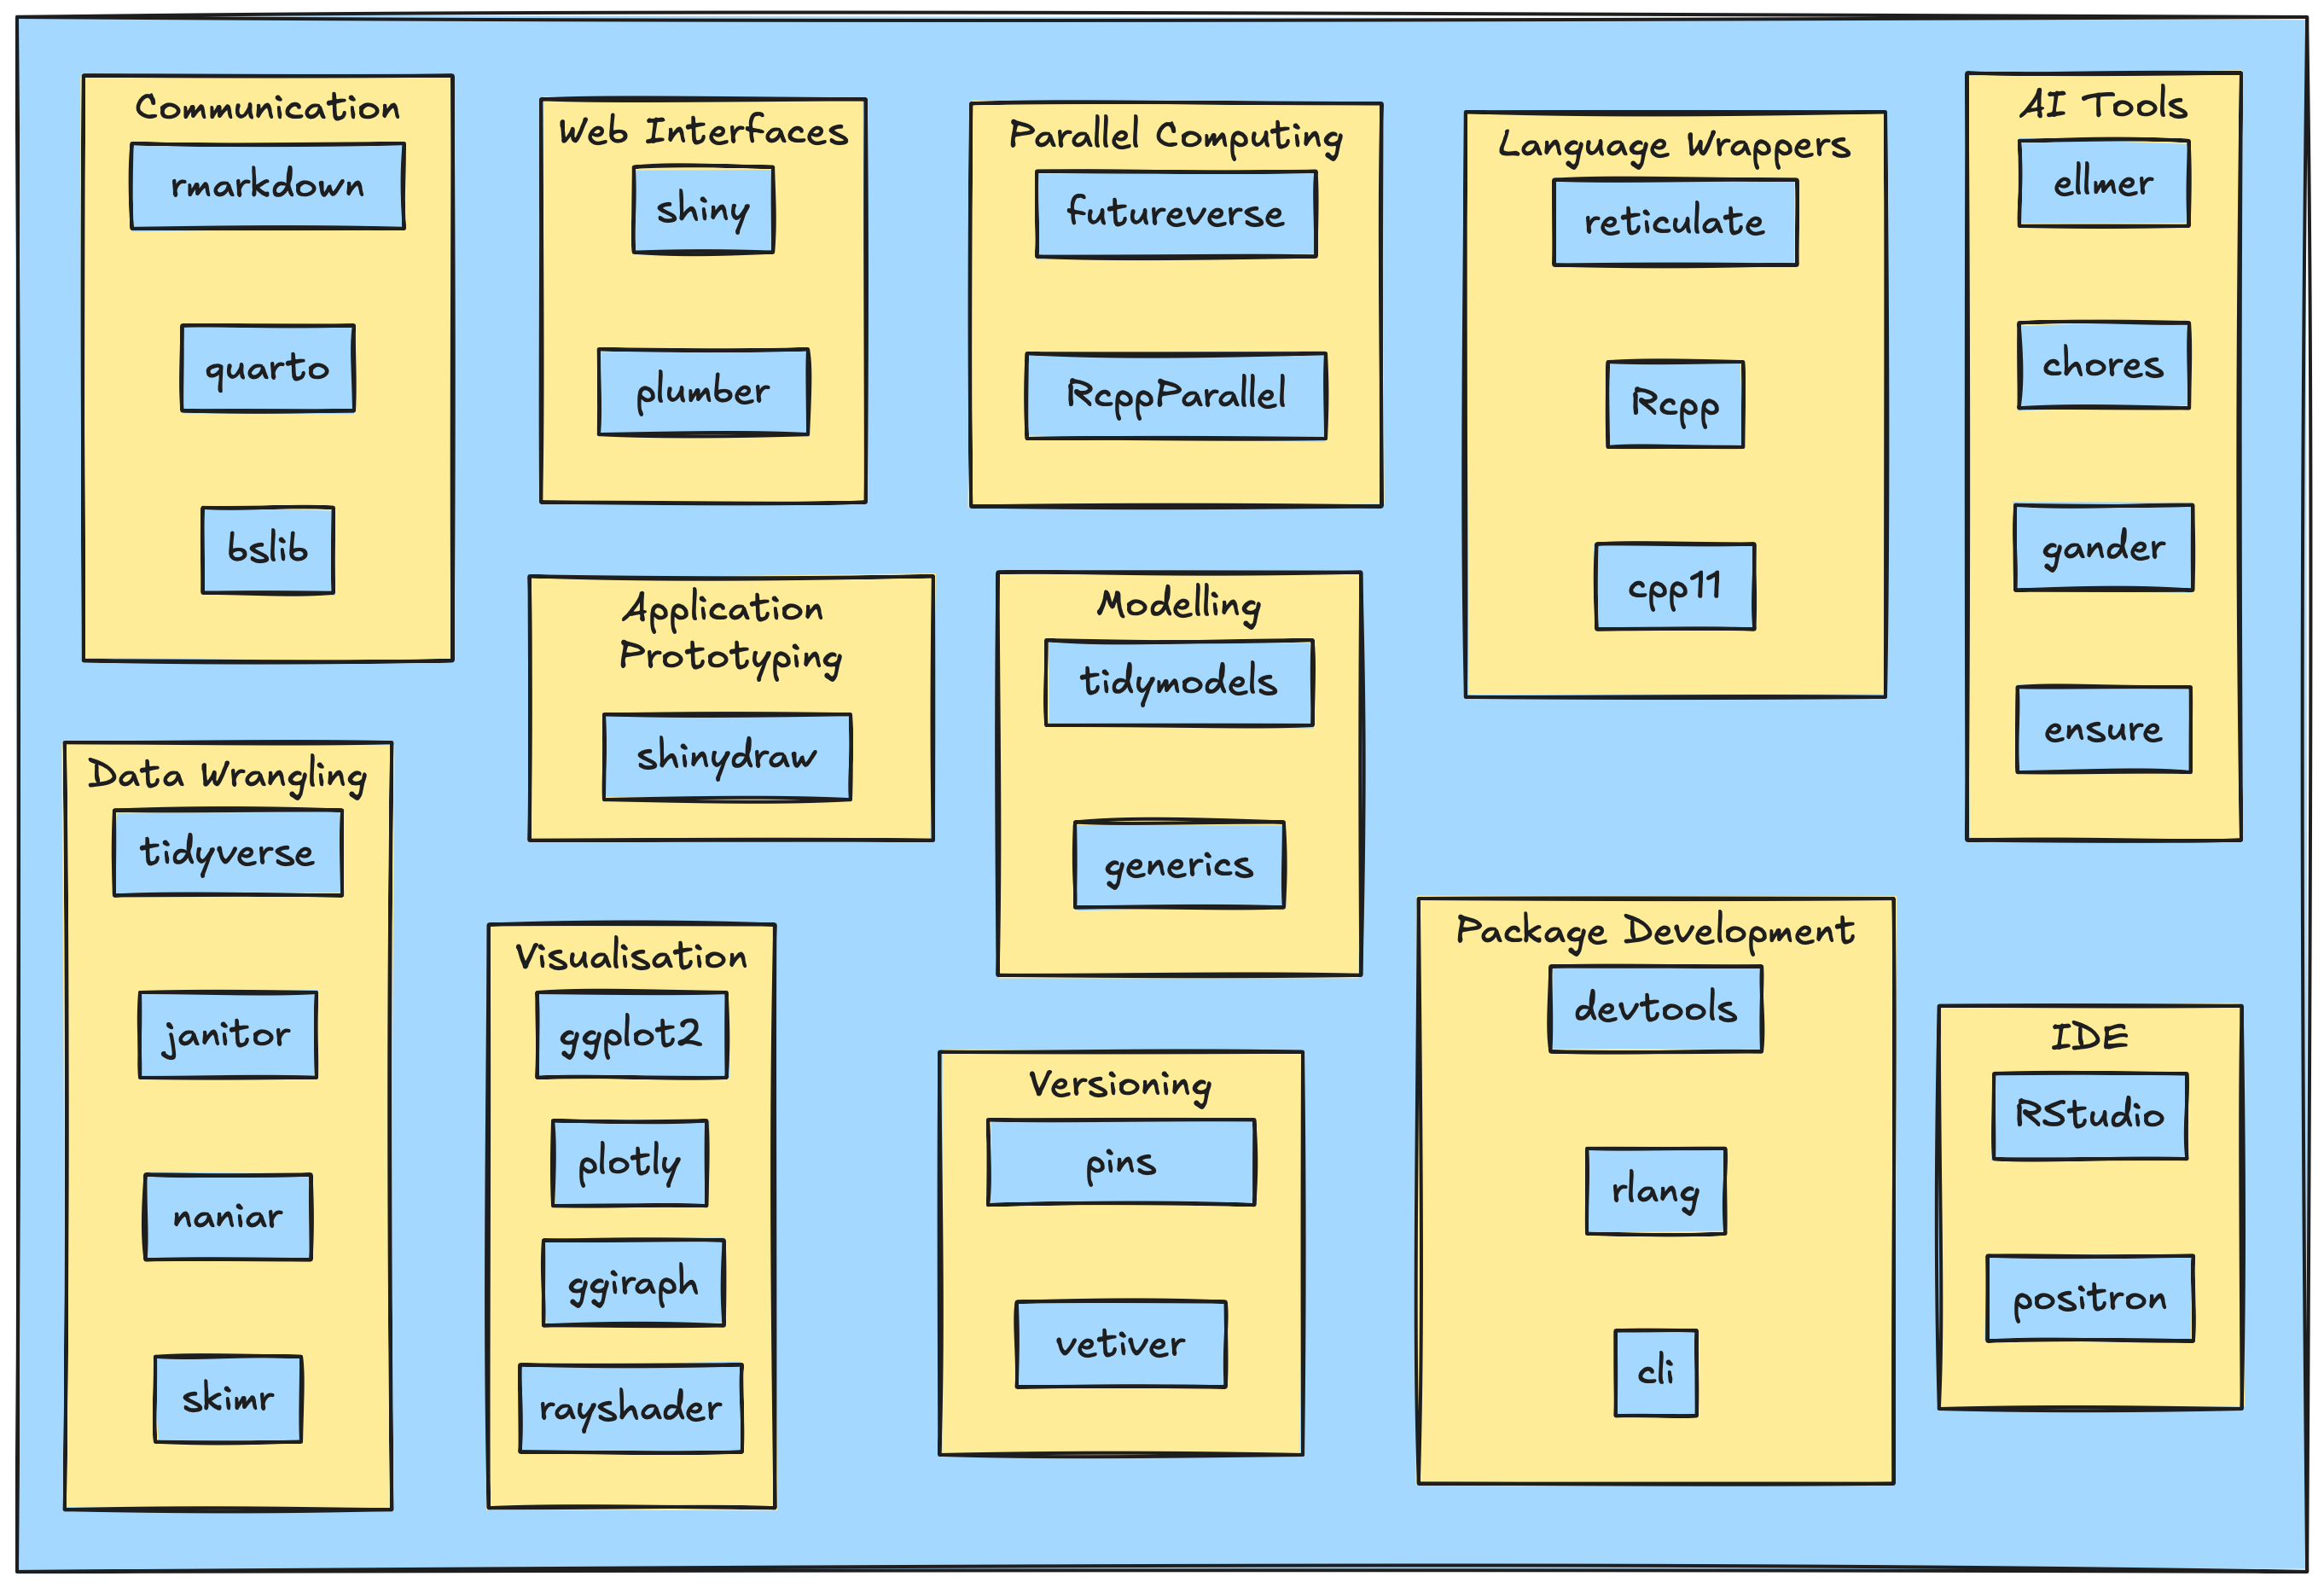 Communication
rmarkdown
quarto
bslib
Web Interfaces
shiny
plumber
Parallel Computing
futureverse
RcppParallel
Language Wrappers
reticulate
Rcpp
cpp11
AI Tools
ellmer
chores
gander
ensure
Application
Prototyping
shinydraw
Modelling
tidymodels
generics
Data Wrangling
tidyverse
janitor
naniar
skimr
Visualisation
ggplot2
plotly
ggiraph
rayshader
Versioning
pins
vetiver
Package Development
devtools
rlang
cli
IDE
RStudio
positron